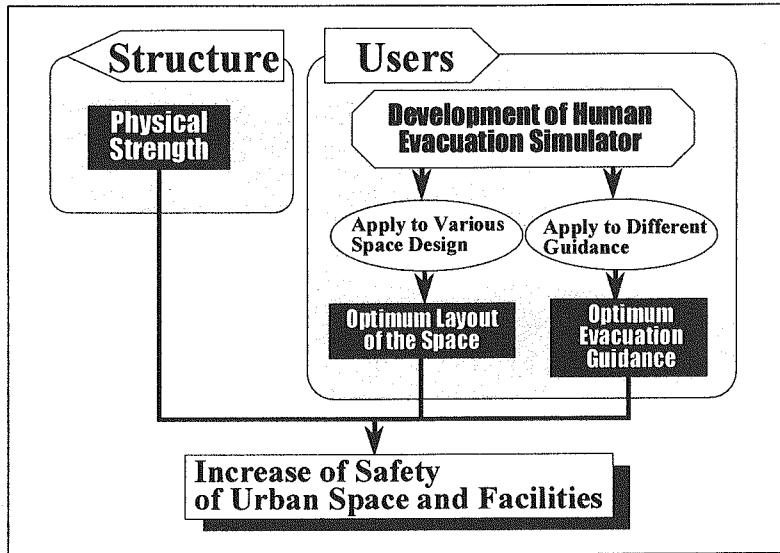 Structure
Physical
Strength
Users
Development of Human
Evacuation Simulator
Apply to Various
Space Design
Apply to Different
Guidance
Optimum Layout
of the Space
Optimum
Evacuation
Guidance
Increase of Safety
of Urban Space and Facilities